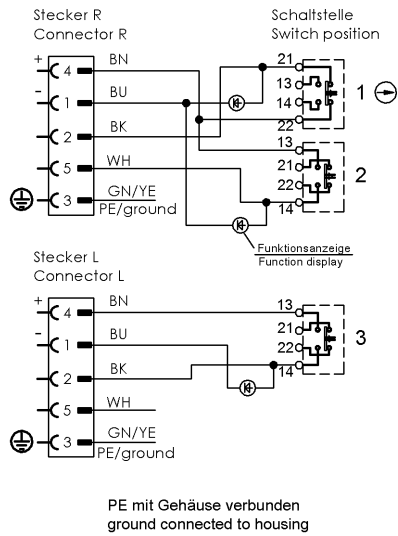 Stecker R
Connector R
Schaltstelle
Switch position
+ 4 BN
- 1 BU
2 BK
5 WH
3 GN/YE
PE/ground
21
13
14
22
1
13
21
22
14
2
Funktionsanzeige
Function display
Stecker L
Connector L
+ 4 BN
- 1 BU
2 BK
5 WH
3 GN/YE
PE/ground
13
21
22
14
3
PE mit Gehäuse verbunden
ground connected to housing